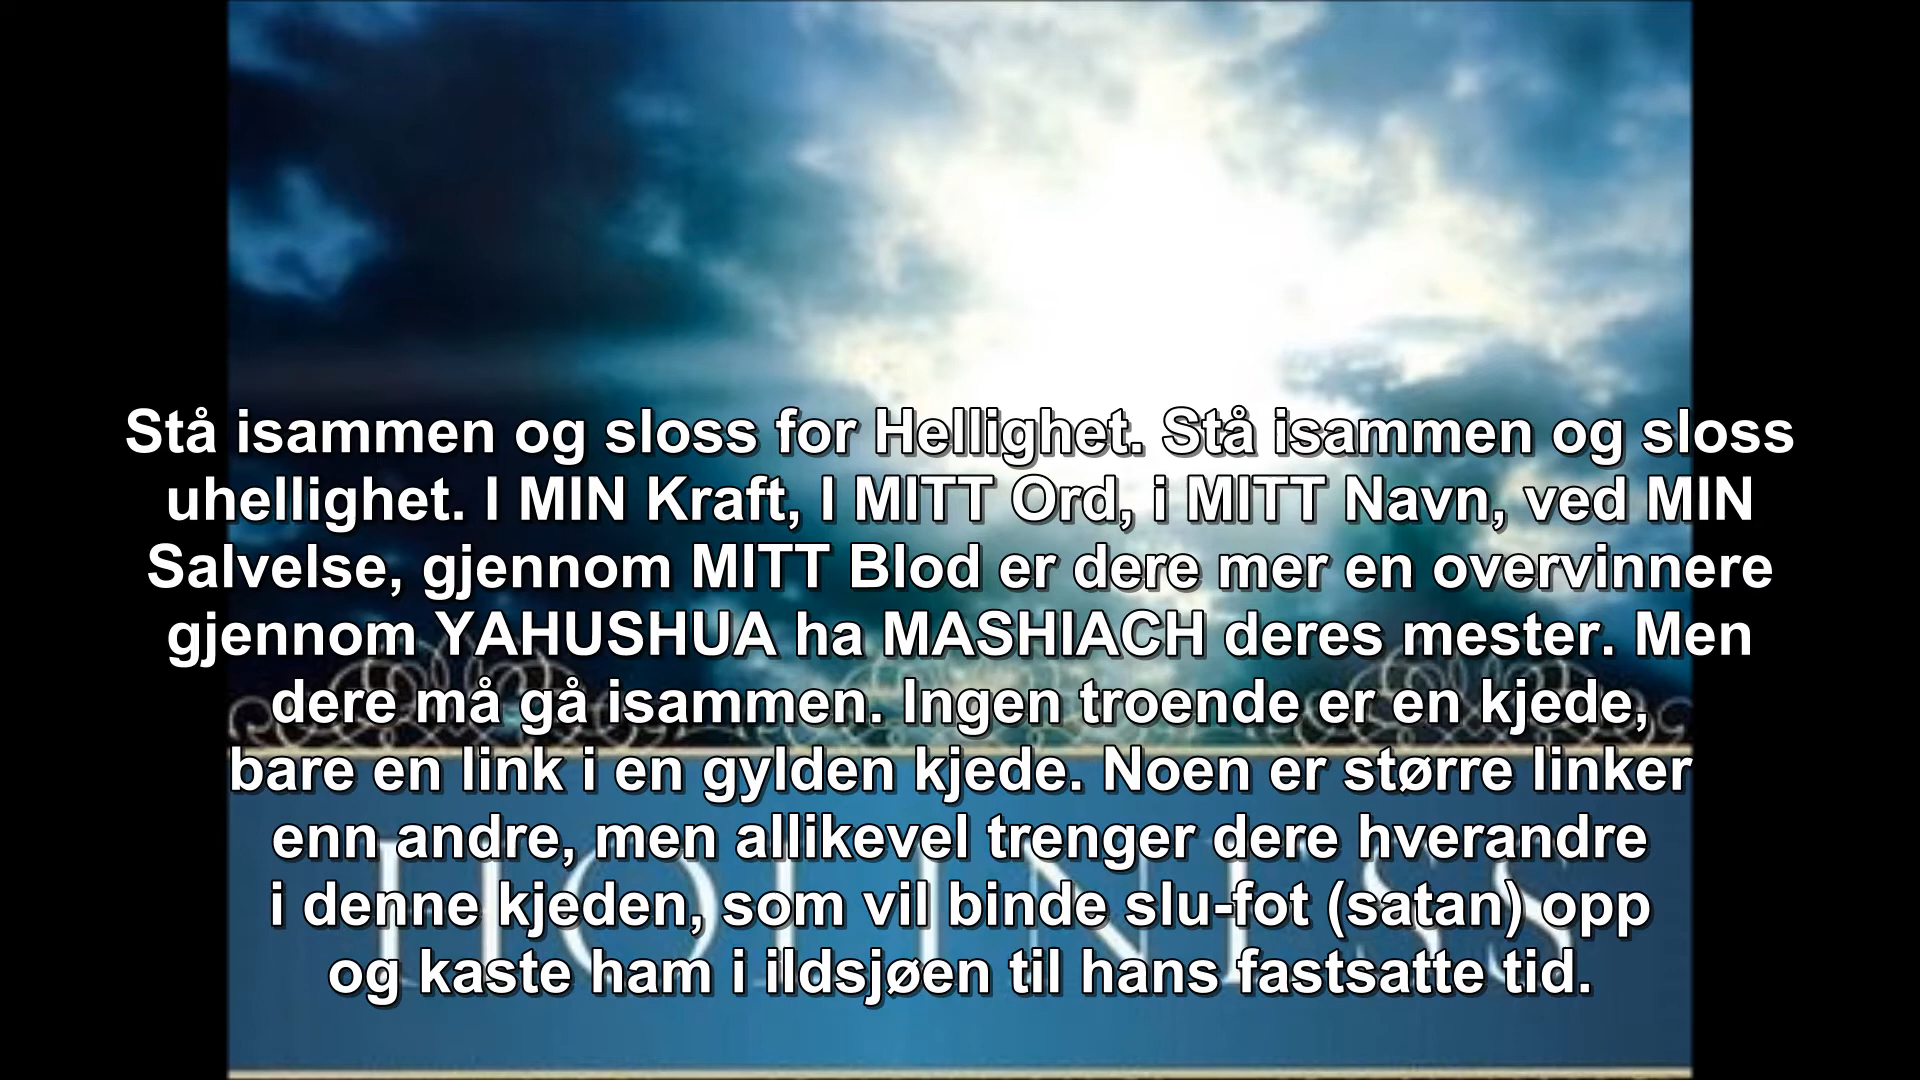 Stå isammen og sloss for Hellighet. Stå isammen og sloss
uhellighet. I MIN Kraft, I MITT Ord, i MITT Navn, ved MIN
Salvelse, gjennom MITT Blod er dere mer en overvinnere
gjennom YAHUSHUA ha MASHIACH deres mester. Men
dere må gå isammen. Ingen troende er en kjede,
bare en link i en gylden kjede. Noen er større linker
enn andre, men allikevel trenger dere hverandre
i denne kjeden, som vil binde slu-fot (satan) opp
og kaste ham i ildsjøen til hans fastsatte tid.
HOLINESS